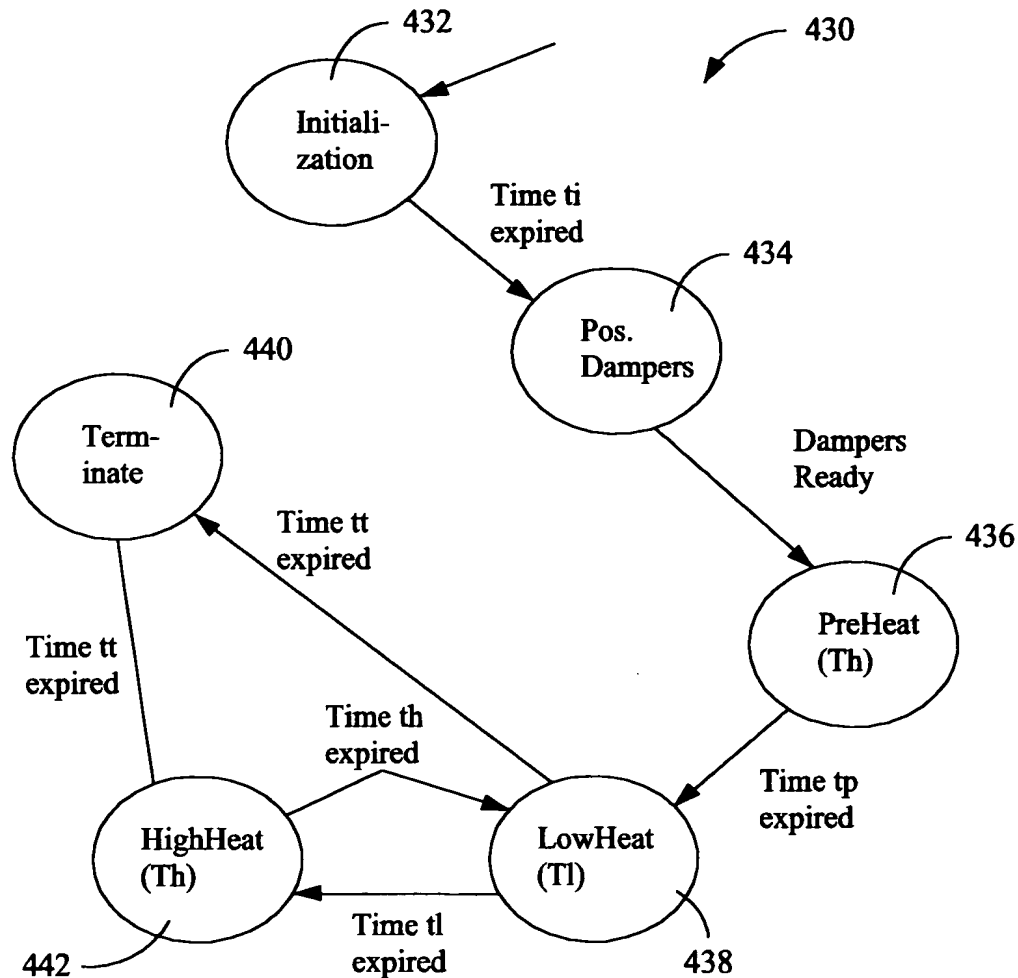 432
430
Initiali-
zation
Time ti
expired
434
Pos.
Dampers
440
Term-
inate
Dampers
Ready
Time tt
expired
436
PreHeat
(Th)
Time tt
expired
Time th
expired
Time tp
expired
HighHeat
(Th)
LowHeat
(Tl)
Time tl
expired
442
438